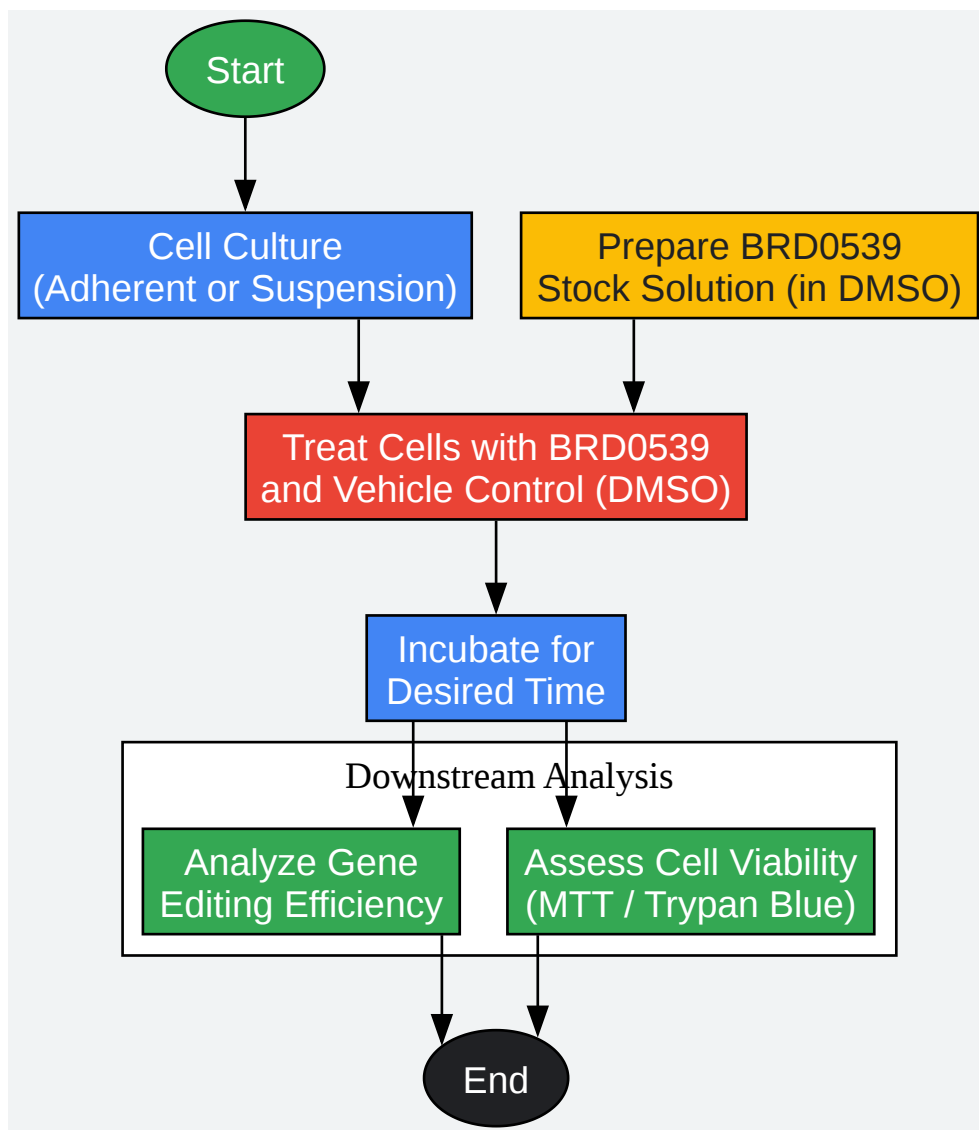 Start
Cell Culture
(Adherent or Suspension)
Prepare BRD0539
Stock Solution (in DMSO)
Treat Cells with BRD0539
and Vehicle Control (DMSO)
Incubate for
Desired Time
Downstream Analysis
Analyze Gene
Editing Efficiency
Assess Cell Viability
(MTT / Trypan Blue)
End